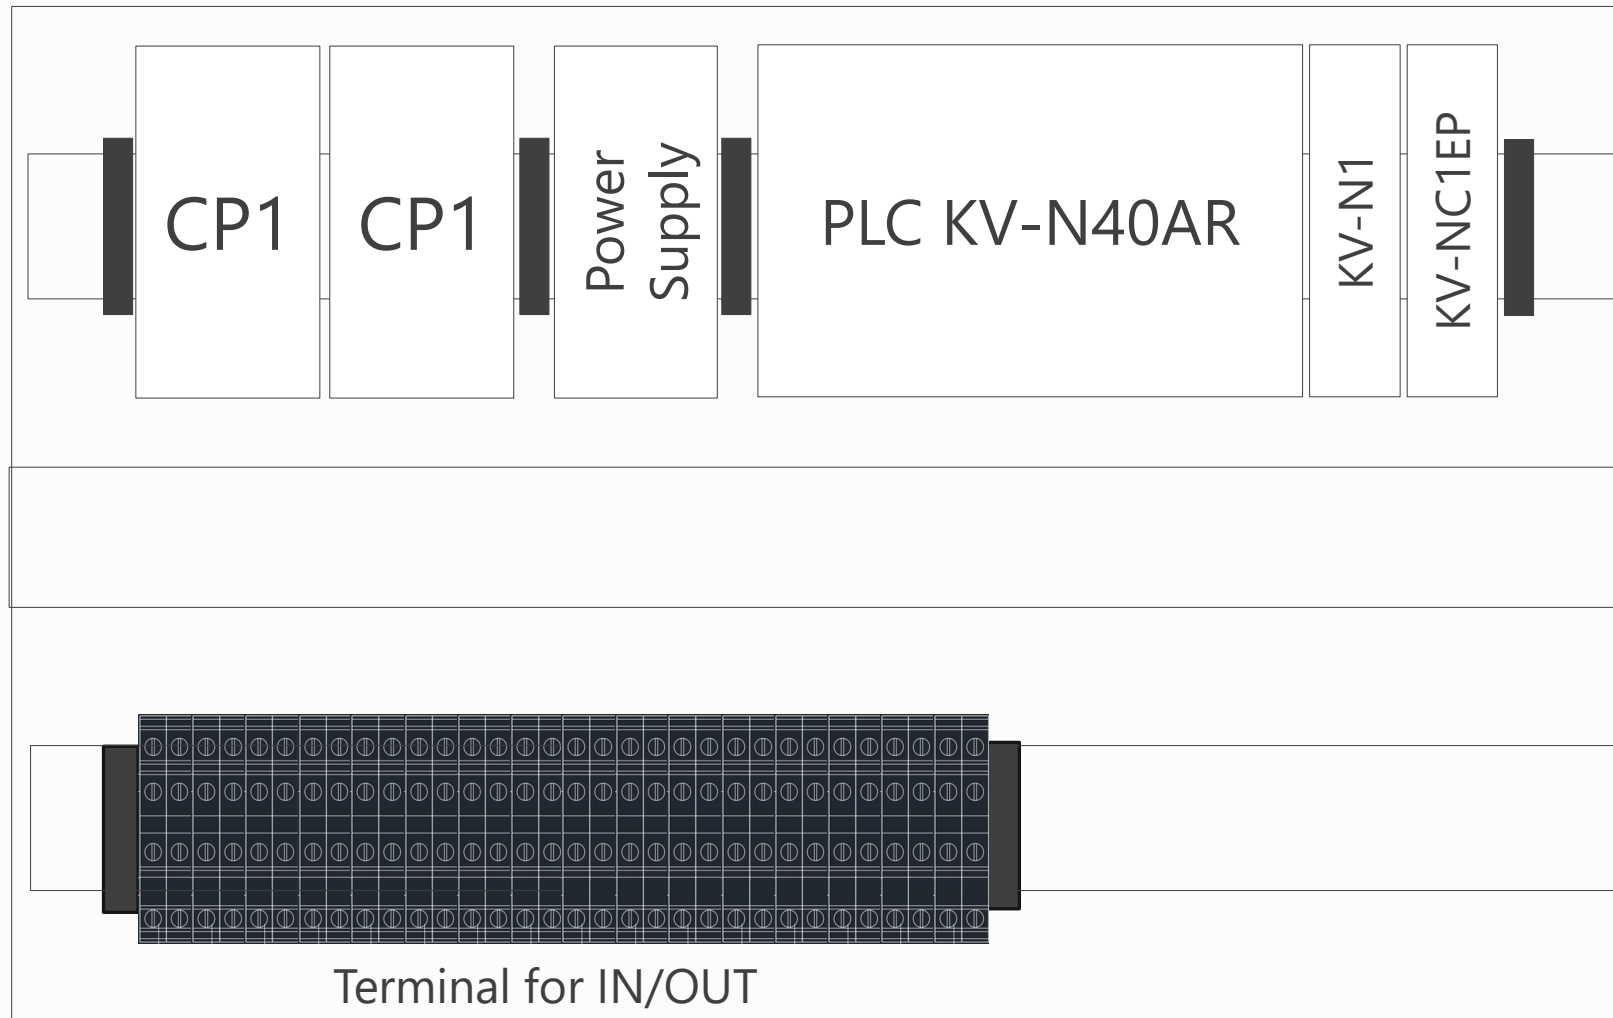 CP1
CP1
Power
Supply
PLC KV-N40AR
KV-N1
KV-NC1EP
Terminal for IN/OUT